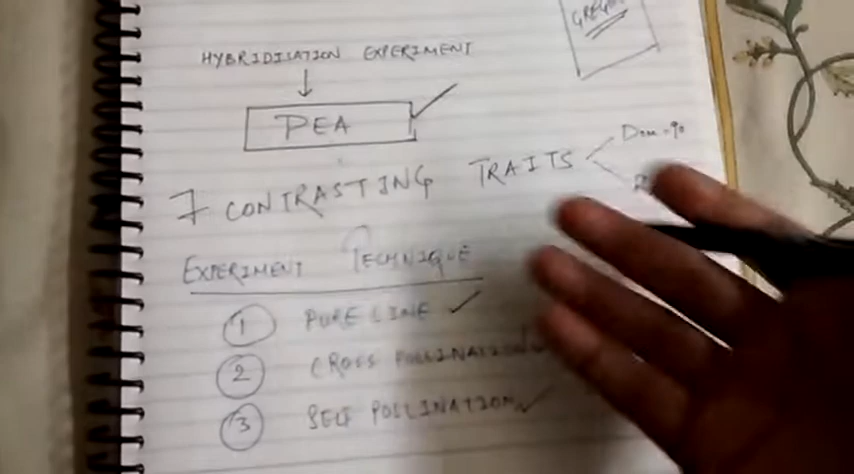 HYBRIDISATION EXPERIMENT
PEA
7 CONTRASTING TRAITS
EXPERIMENT TECHNIQUE
1 PURE LINE
2 CROSS POLLINATION
3 SELF POLLINATION